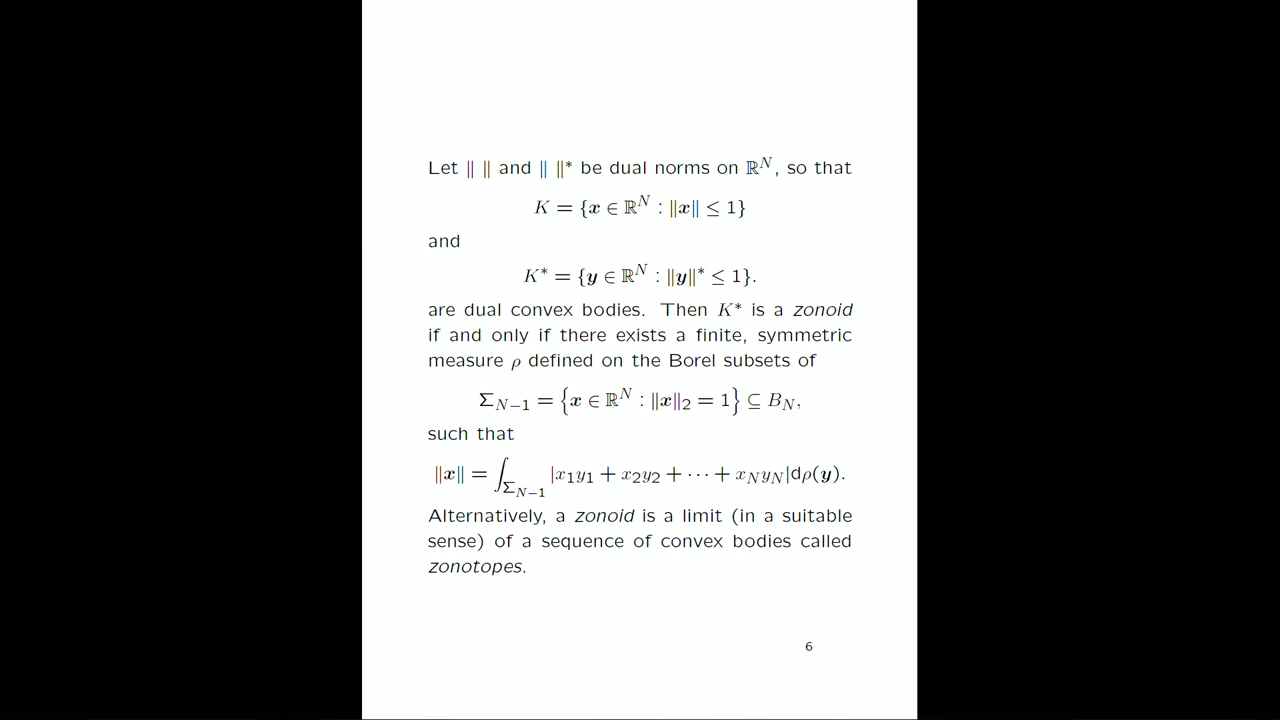 Let ‖ ‖ and ‖ ‖* be dual norms on ℝ^N, so that
K = {x ∈ ℝ^N : ‖x‖ ≤ 1}
and
K* = {y ∈ ℝ^N : ‖y‖* ≤ 1}.
are dual convex bodies. Then K* is a zonoid
if and only if there exists a finite, symmetric
measure ρ defined on the Borel subsets of
Σ_{N−1} = {x ∈ ℝ^N : ‖x‖_2 = 1} ⊆ B_N,
such that
‖x‖ = ∫_{Σ_{N−1}} |x_1y_1 + x_2y_2 + ⋯ + x_Ny_N|dρ(y).
Alternatively, a zonoid is a limit (in a suitable
sense) of a sequence of convex bodies called
zonotopes.
6